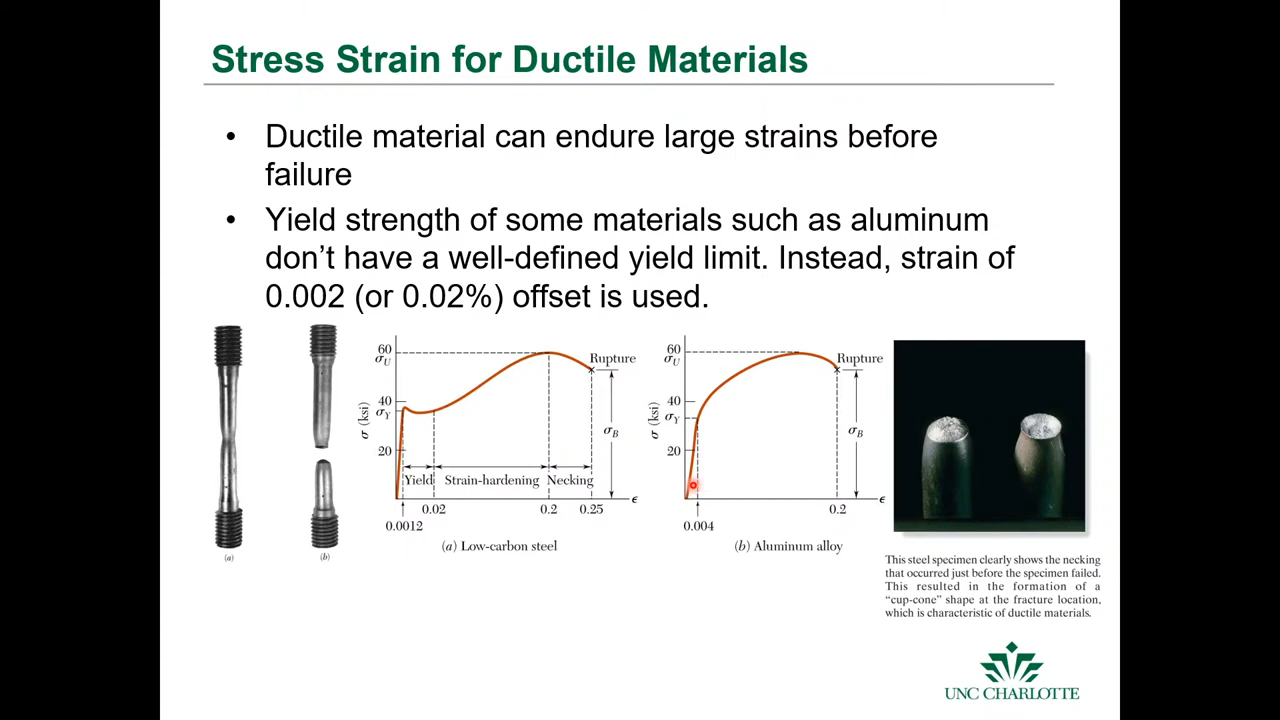 Stress Strain for Ductile Materials
• Ductile material can endure large strains before
failure
• Yield strength of some materials such as aluminum
don’t have a well-defined yield limit. Instead, strain of
0.002 (or 0.02%) offset is used.
(a)
(b)
60
σU
40
σY
20
σ (ksi)
Rupture
σB
Yield
Strain-hardening
Necking
ϵ
0.02
0.2
0.25
0.0012
(a) Low-carbon steel
60
σU
40
σY
20
σ (ksi)
Rupture
σB
ϵ
0.004
0.2
(b) Aluminum alloy
This steel specimen clearly shows the necking
that occurred just before the specimen failed.
This resulted in the formation of a
“cup-cone” shape at the fracture location,
which is characteristic of ductile materials.
UNC CHARLOTTE